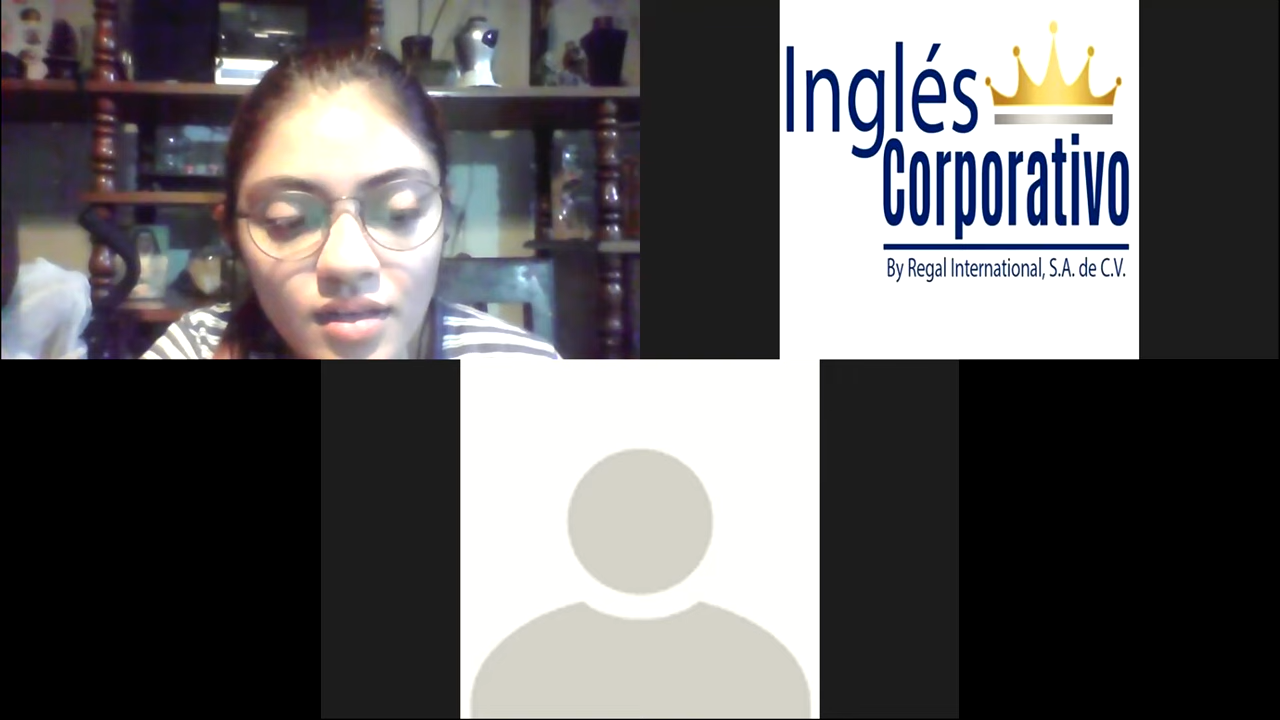 Inglés
Corporativo
By Regal International, S.A. de C.V.